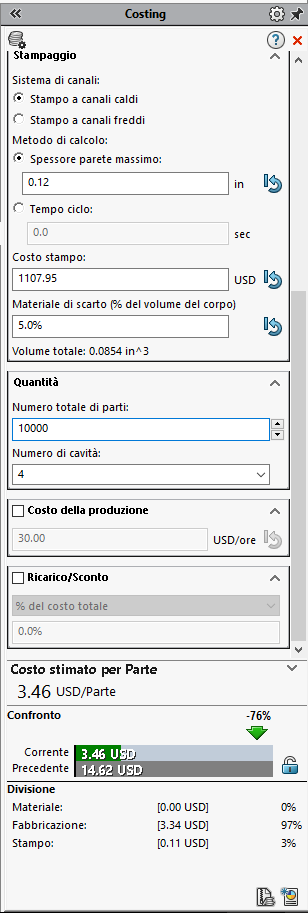 Costing
Stampaggio
Sistema di canali:
Stampo a canali caldi
Stampo a canali freddi
Metodo di calcolo:
Spessore parete massimo:
0.12 in
Tempo ciclo:
0.0 sec
Costo stampo:
1107.95 USD
Materiale di scarto (% del volume del corpo)
5.0%
Volume totale: 0.0854 in^3
Quantità
Numero totale di parti:
10000
Numero di cavità:
4
Costo della produzione
30.00 USD/ore
Ricarico/Sconto
% del costo totale
0.0%
Costo stimato per Parte
3.46 USD/Parte
Confronto -76%
Corrente 3.46 USD
Precedente 14.62 USD
Divisione
Materiale: [0.00 USD] 0%
Fabbricazione: [3.34 USD] 97%
Stampo: [0.11 USD] 3%